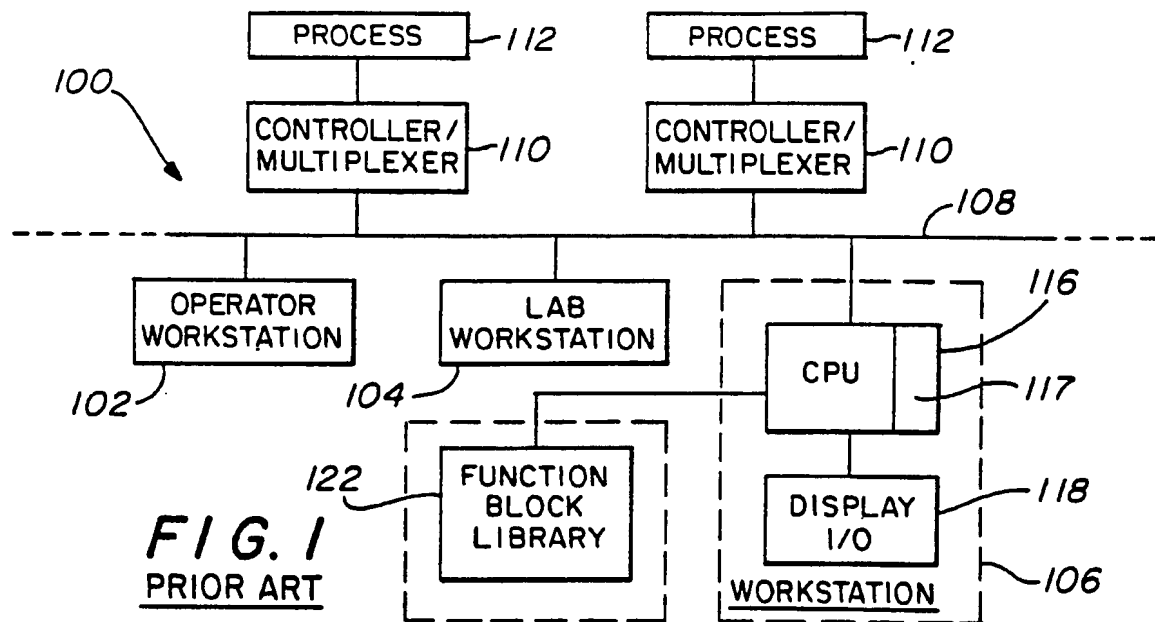 PROCESS 112
PROCESS 112
100
CONTROLLER/
MULTIPLEXER 110
CONTROLLER/
MULTIPLEXER 110
108
OPERATOR
WORKSTATION
102
LAB
WORKSTATION
104
116
CPU
117
122
FUNCTION
BLOCK
LIBRARY
DISPLAY
I/O
118
WORKSTATION
106
FIG. 1
PRIOR ART